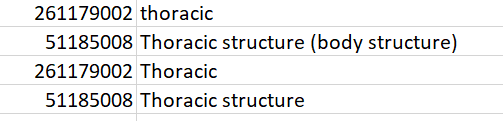 261179002 thoracic
51185008 Thoracic structure (body structure)
261179002 Thoracic
51185008 Thoracic structure